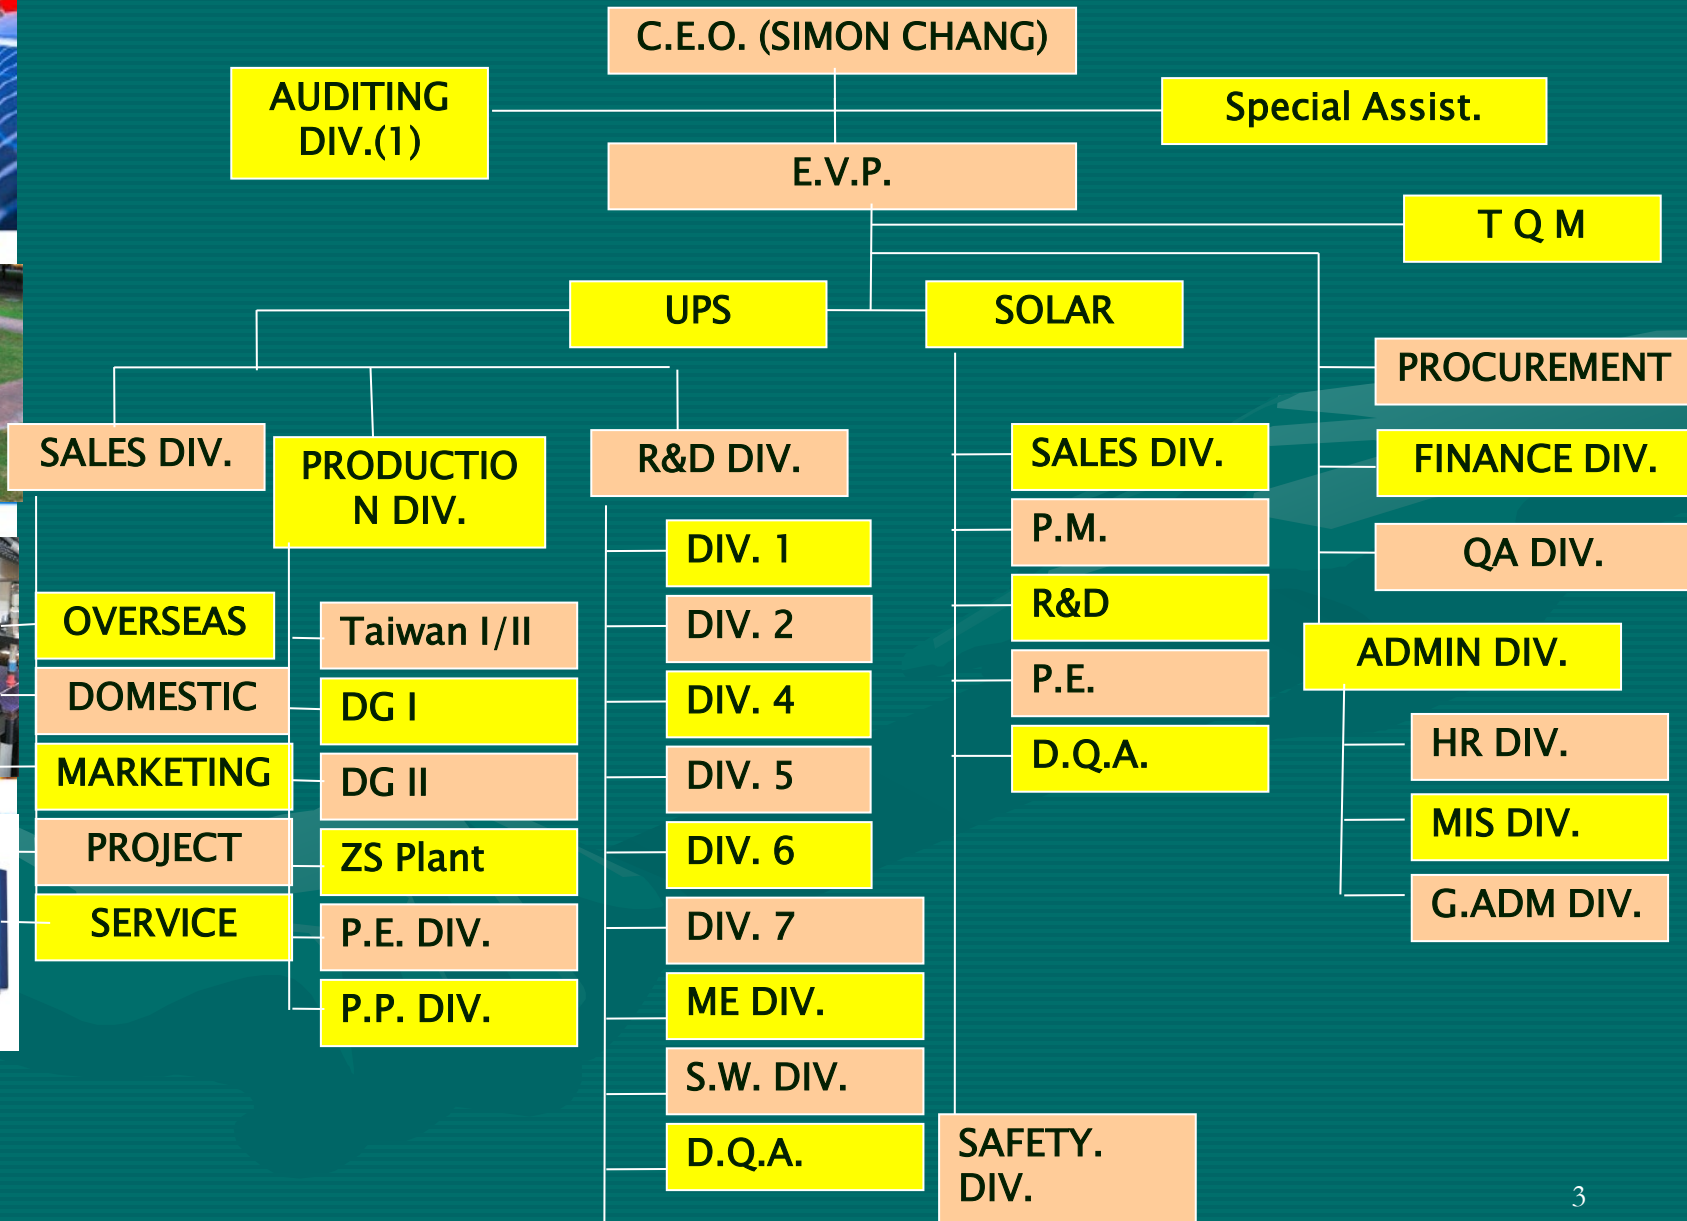 C.E.O. (SIMON CHANG)
AUDITING
DIV.(1)
Special Assist.
E.V.P.
T Q M
UPS
SOLAR
PROCUREMENT
FINANCE DIV.
QA DIV.
ADMIN DIV.
HR DIV.
MIS DIV.
G.ADM DIV.
SALES DIV.
PRODUCTIO
N DIV.
R&D DIV.
OVERSEAS
DOMESTIC
MARKETING
PROJECT
SERVICE
Taiwan I/II
DG I
DG II
ZS Plant
P.E. DIV.
P.P. DIV.
DIV. 1
DIV. 2
DIV. 4
DIV. 5
DIV. 6
DIV. 7
ME DIV.
S.W. DIV.
D.Q.A.
SALES DIV.
P.M.
R&D
P.E.
D.Q.A.
SAFETY.
DIV.
3